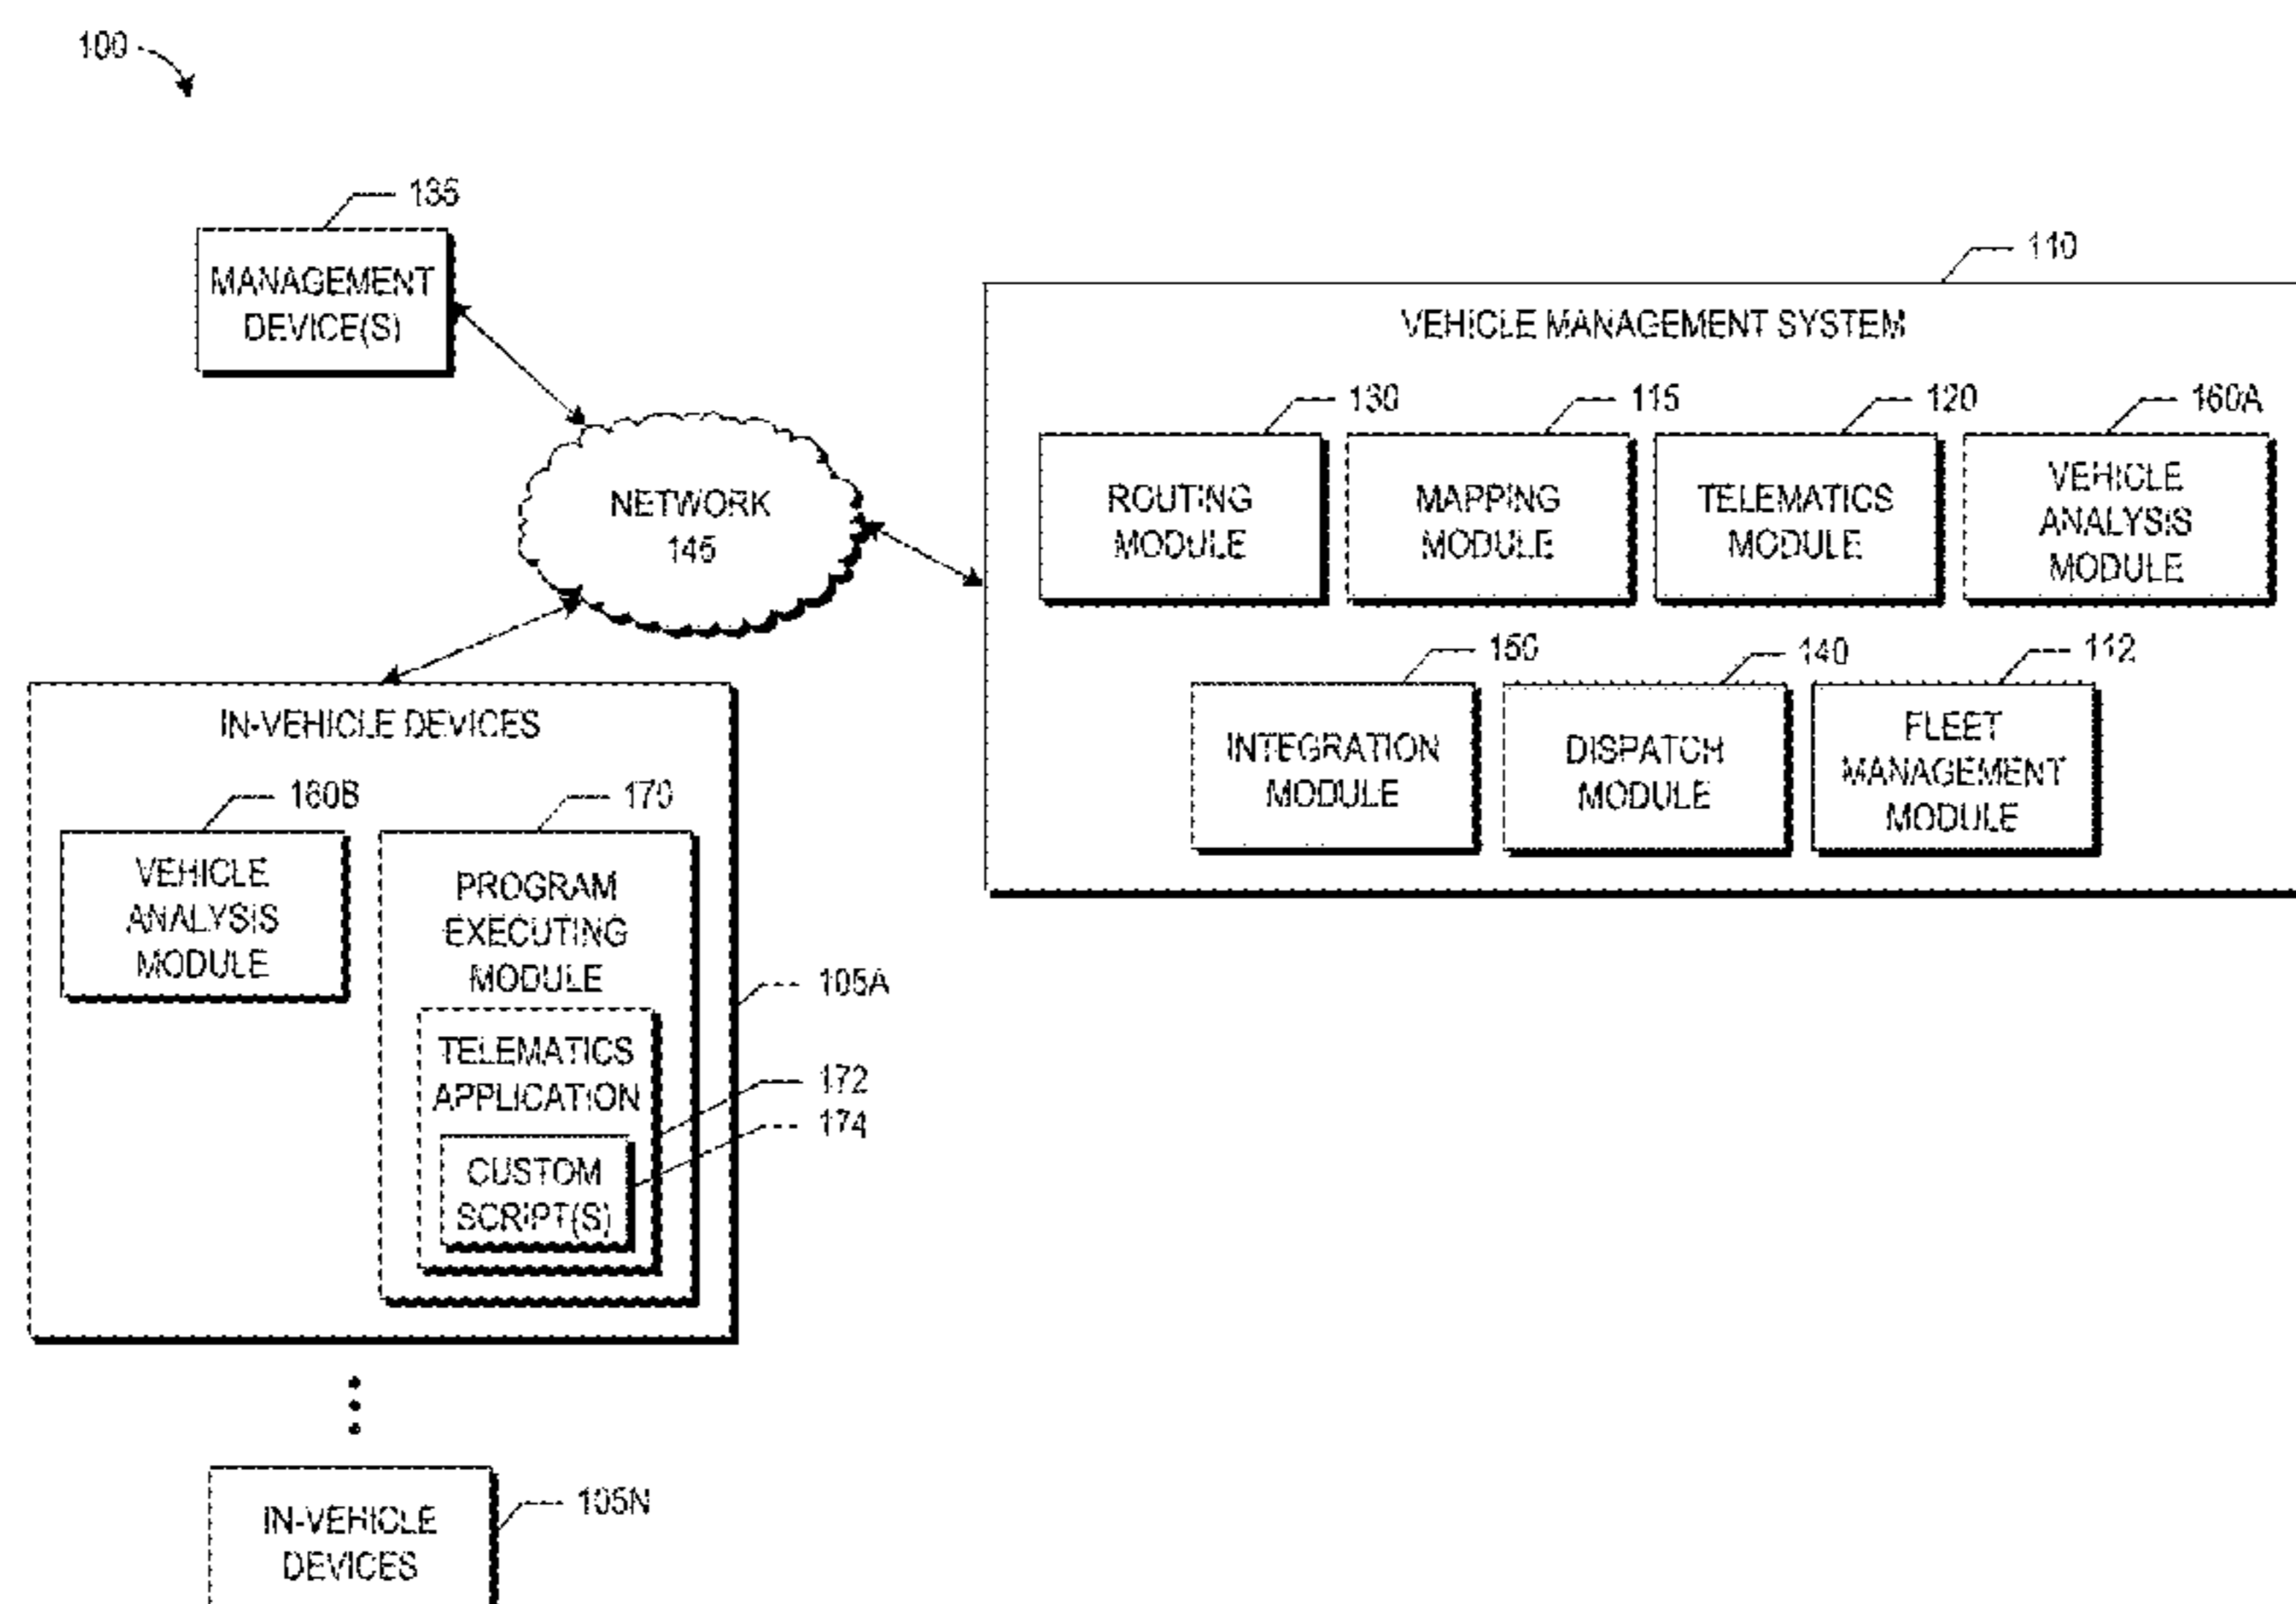 100
135
MANAGEMENT
DEVICE(S)
110
VEHICLE MANAGEMENT SYSTEM
130
115
120
160A
ROUTING
MODULE
MAPPING
MODULE
TELEMATICS
MODULE
VEHICLE
ANALYSIS
MODULE
NETWORK
145
150
140
112
INTEGRATION
MODULE
DISPATCH
MODULE
FLEET
MANAGEMENT
MODULE
IN-VEHICLE DEVICES
160B
170
VEHICLE
ANALYSIS
MODULE
PROGRAM
EXECUTING
MODULE
105A
TELEMATICS
APPLICATION
172
174
CUSTOM
SCRIPT(S)
105N
IN-VEHICLE
DEVICES